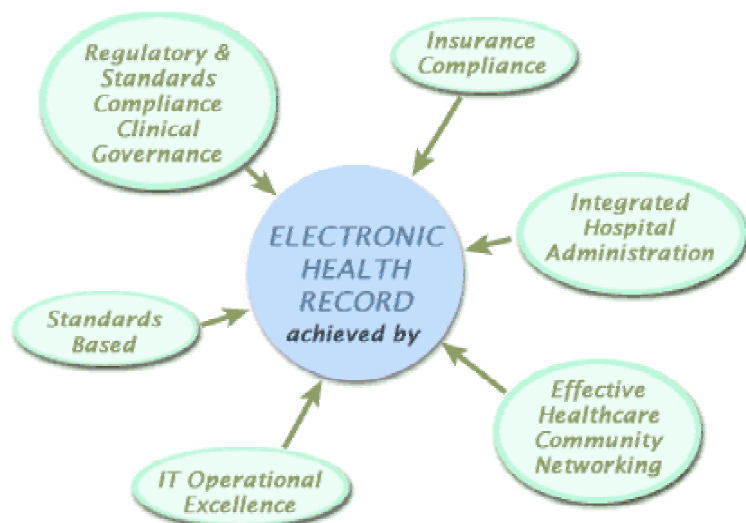 Regulatory &
Standards
Compliance
Clinical
Governance
Insurance
Compliance
ELECTRONIC
HEALTH
RECORD
achieved by
Integrated
Hospital
Administration
Standards
Based
Effective
Healthcare
Community
Networking
IT Operational
Excellence